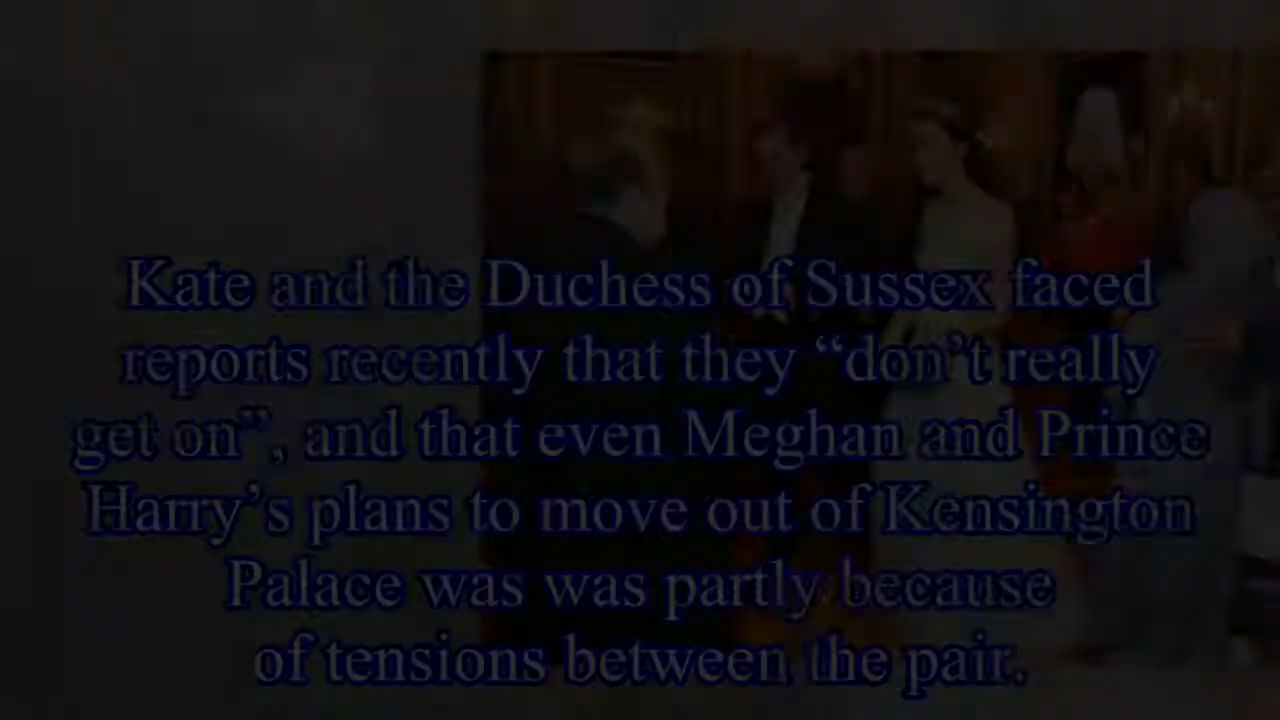 Kate and the Duchess of Sussex faced
reports recently that they “don’t really
get on”, and that even Meghan and Prince
Harry’s plans to move out of Kensington
Palace was was partly because
of tensions between the pair.